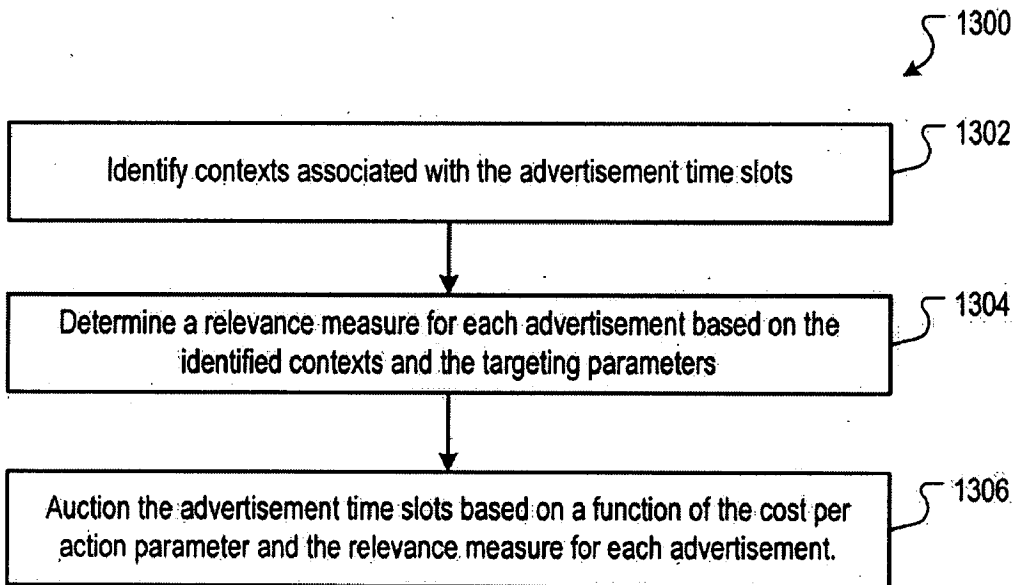 1300
1302
Identify contexts associated with the advertisement time slots
1304
Determine a relevance measure for each advertisement based on the
identified contexts and the targeting parameters
1306
Auction the advertisement time slots based on a function of the cost per
action parameter and the relevance measure for each advertisement.